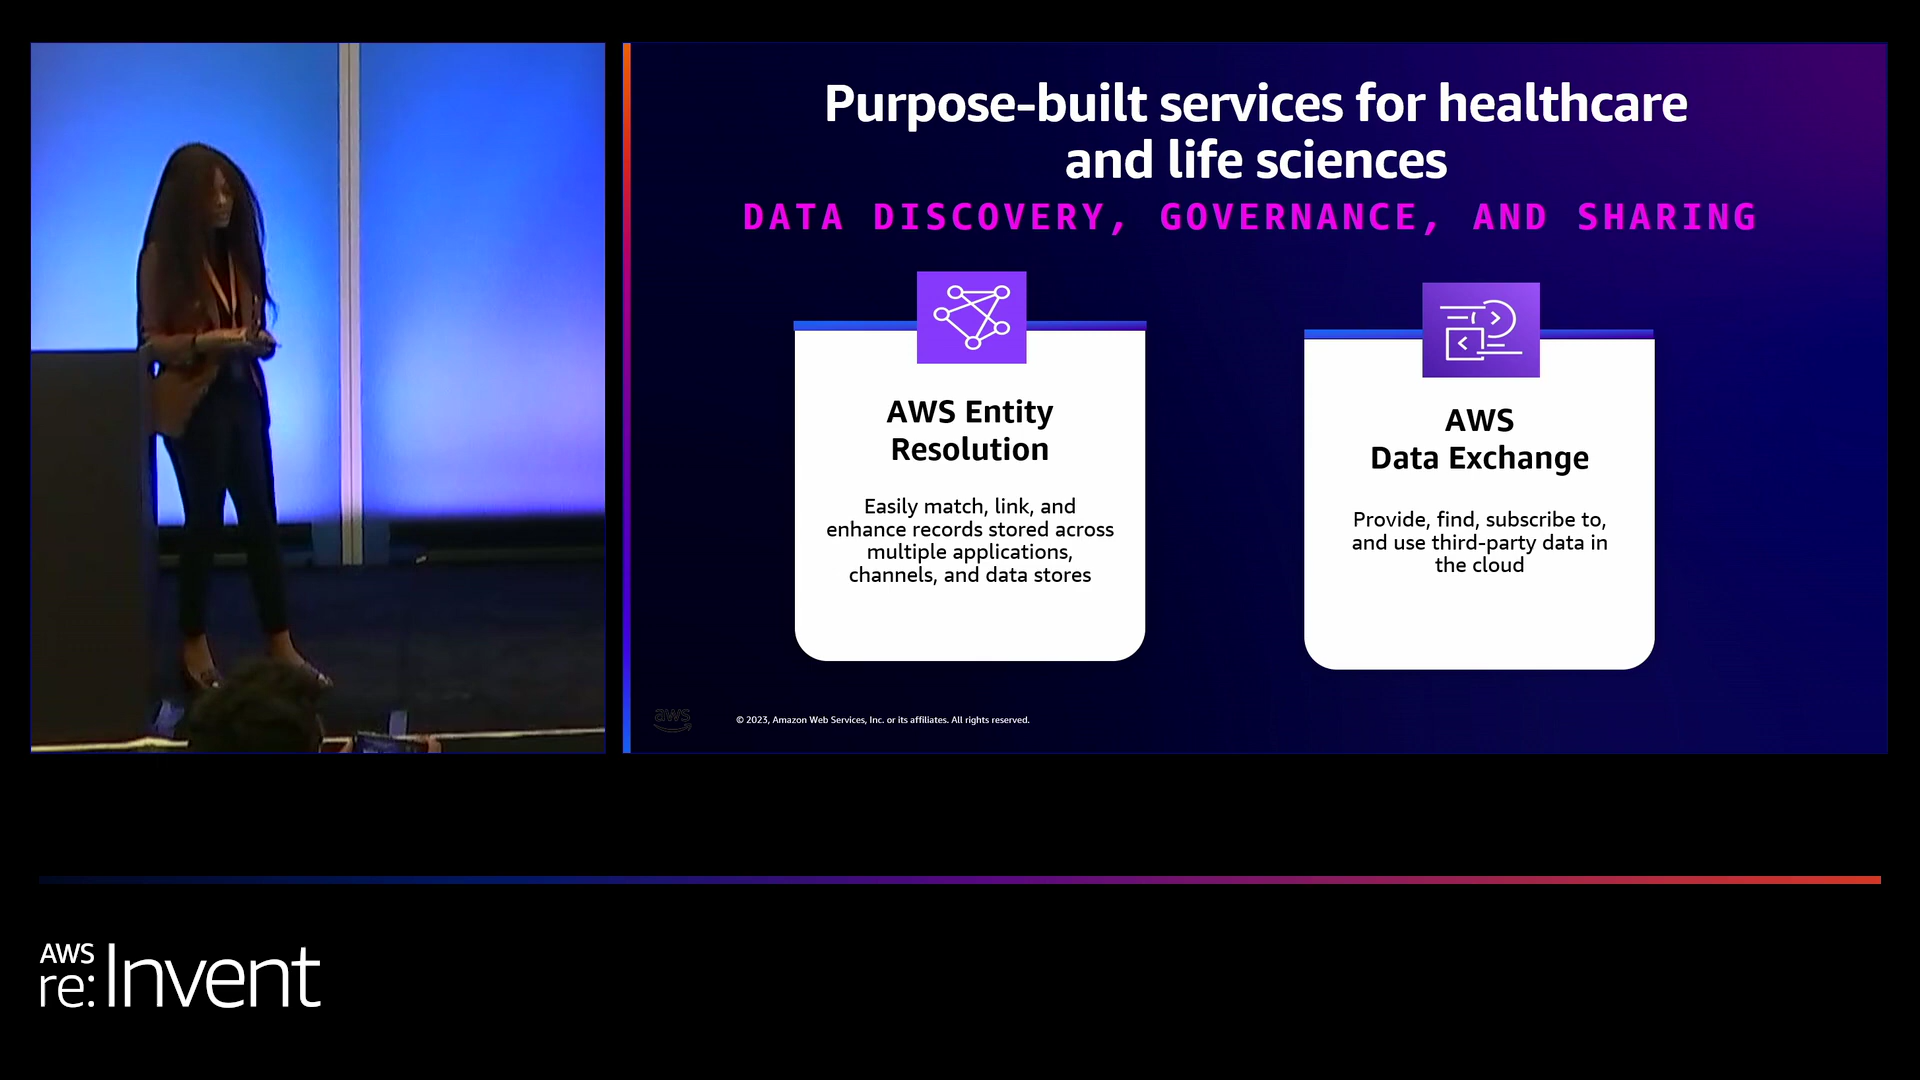 Purpose-built services for healthcare
and life sciences
DATA DISCOVERY, GOVERNANCE, AND SHARING
AWS Entity
Resolution
Easily match, link, and
enhance records stored across
multiple applications,
channels, and data stores
AWS
Data Exchange
Provide, find, subscribe to,
and use third-party data in
the cloud
aws
© 2023, Amazon Web Services, Inc. or its affiliates. All rights reserved.
AWS
re:Invent